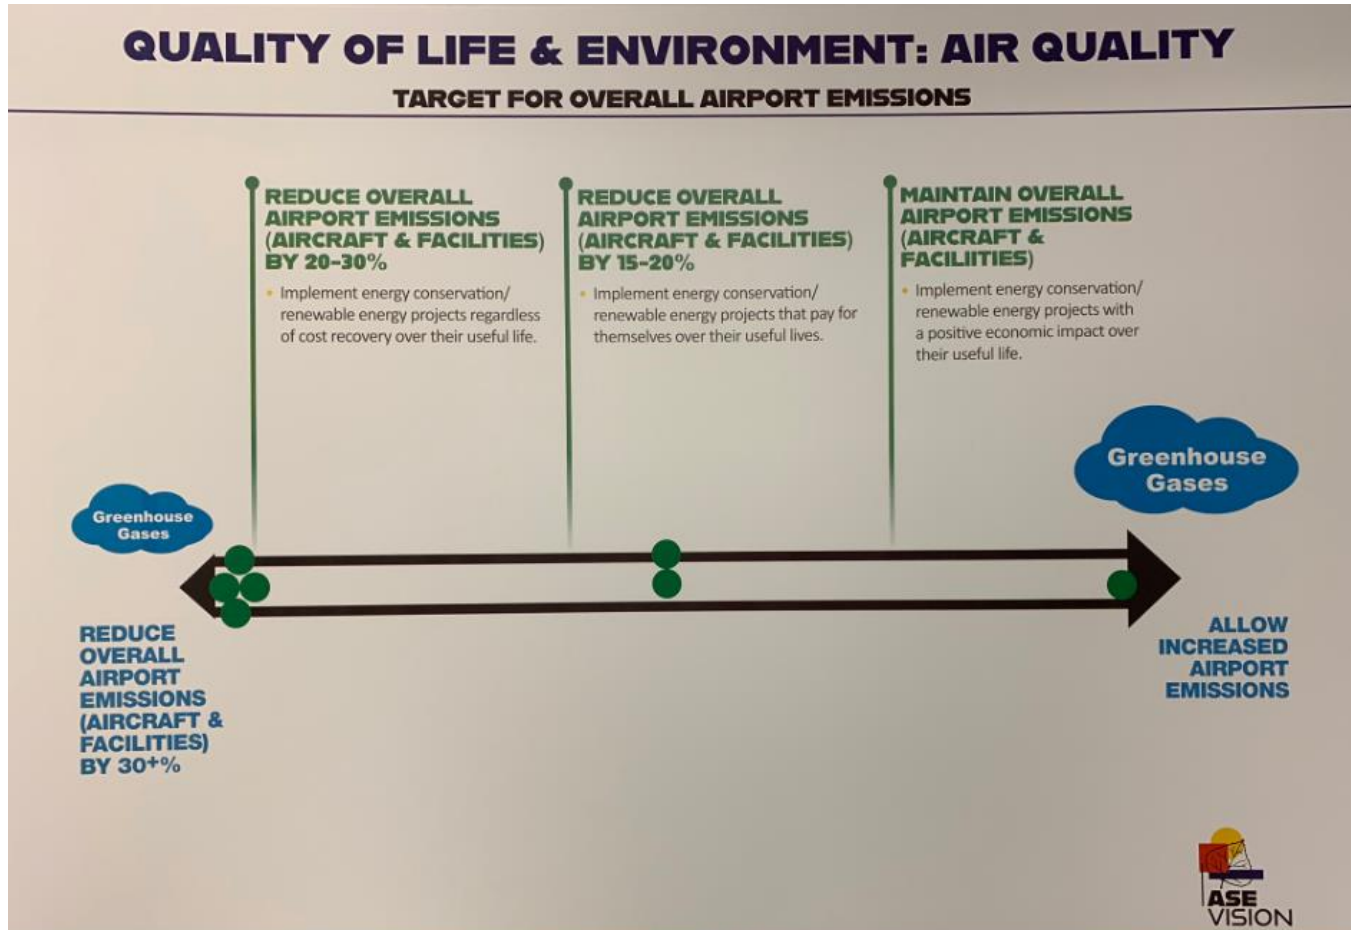 QUALITY OF LIFE & ENVIRONMENT: AIR QUALITY
TARGET FOR OVERALL AIRPORT EMISSIONS
REDUCE OVERALL
AIRPORT EMISSIONS
(AIRCRAFT & FACILITIES)
BY 20-30%
• Implement energy conservation/
renewable energy projects regardless
of cost recovery over their useful life.
REDUCE OVERALL
AIRPORT EMISSIONS
(AIRCRAFT & FACILITIES)
BY 15-20%
• Implement energy conservation/
renewable energy projects that pay for
themselves over their useful lives.
MAINTAIN OVERALL
AIRPORT EMISSIONS
(AIRCRAFT &
FACILIITIES)
• Implement energy conservation/
renewable energy projects with
a positive economic impact over
their useful life.
Greenhouse
Gases
Greenhouse
Gases
REDUCE
OVERALL
AIRPORT
EMISSIONS
(AIRCRAFT &
FACILITIES)
BY 30+%
ALLOW
INCREASED
AIRPORT
EMISSIONS
ASE
VISION